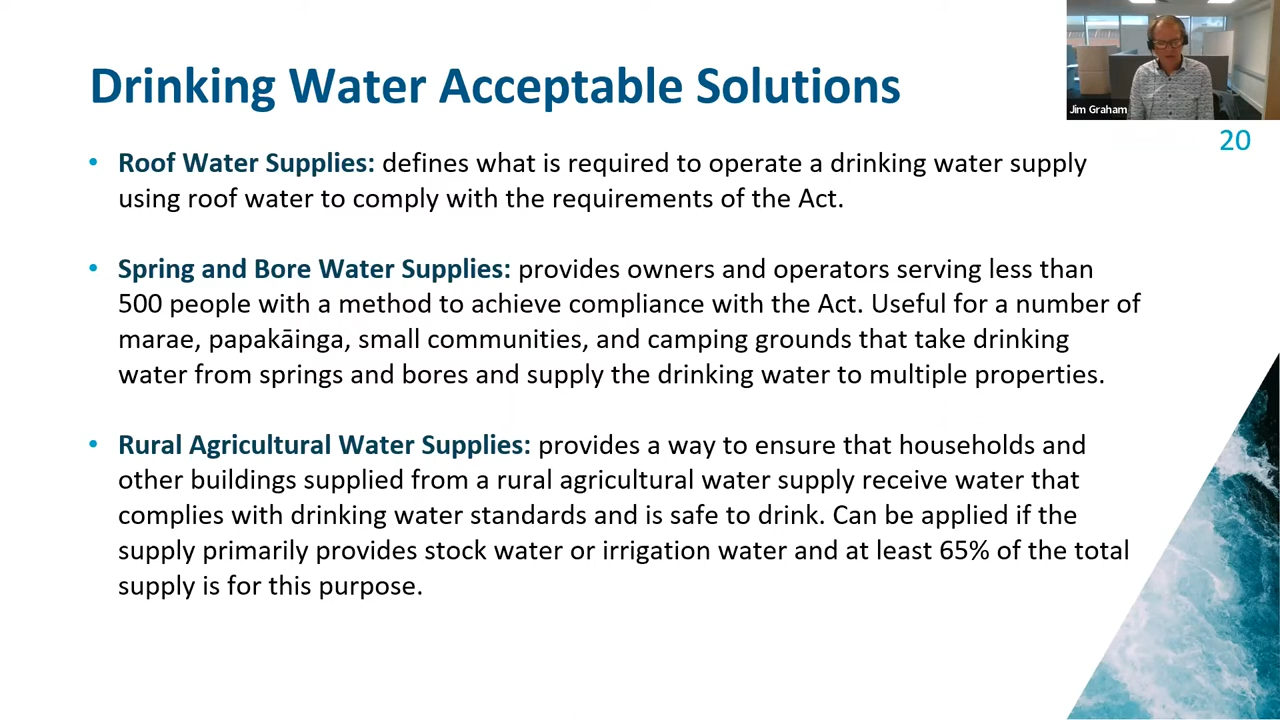 Drinking Water Acceptable Solutions
Jim Graham
20
• Roof Water Supplies: defines what is required to operate a drinking water supply
using roof water to comply with the requirements of the Act.
• Spring and Bore Water Supplies: provides owners and operators serving less than
500 people with a method to achieve compliance with the Act. Useful for a number of
marae, papakāinga, small communities, and camping grounds that take drinking
water from springs and bores and supply the drinking water to multiple properties.
• Rural Agricultural Water Supplies: provides a way to ensure that households and
other buildings supplied from a rural agricultural water supply receive water that
complies with drinking water standards and is safe to drink. Can be applied if the
supply primarily provides stock water or irrigation water and at least 65% of the total
supply is for this purpose.